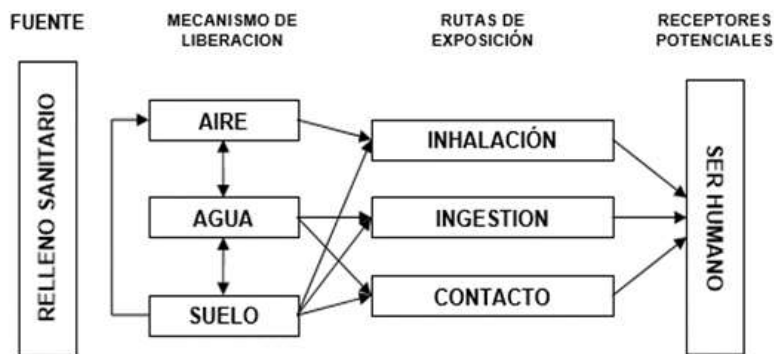 FUENTE
MECANISMO DE
LIBERACION
RUTAS DE
EXPOSICIÓN
RECEPTORES
POTENCIALES
RELLENO SANITARIO
AIRE
AGUA
SUELO
INHALACIÓN
INGESTION
CONTACTO
SER HUMANO